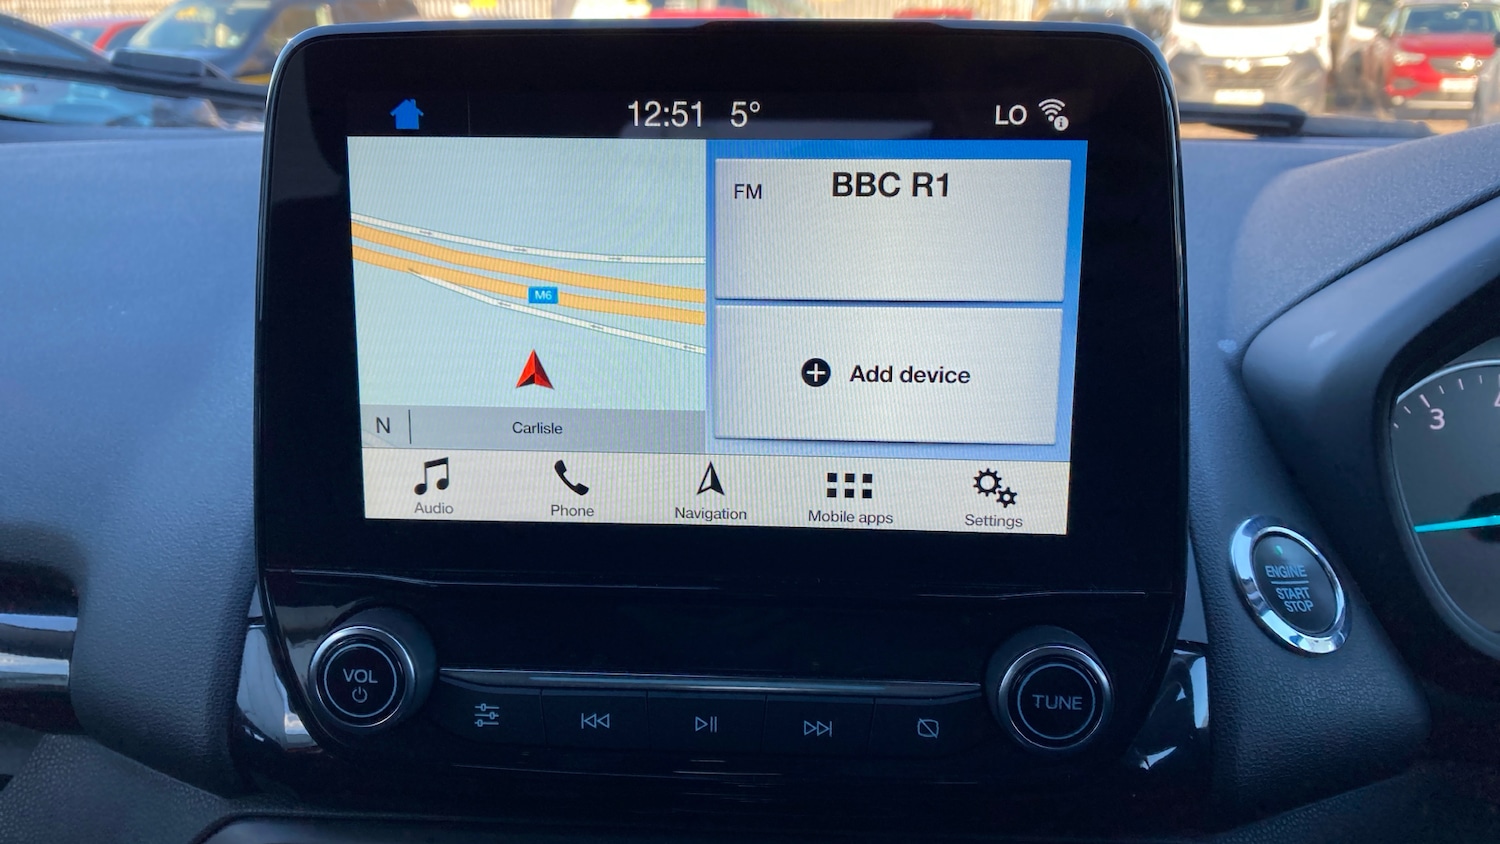 12:51 5° LO
FM BBC R1
M6
Add device
N Carlisle
Audio Phone Navigation Mobile apps Settings
3
ENGINE
START
STOP
VOL
TUNE